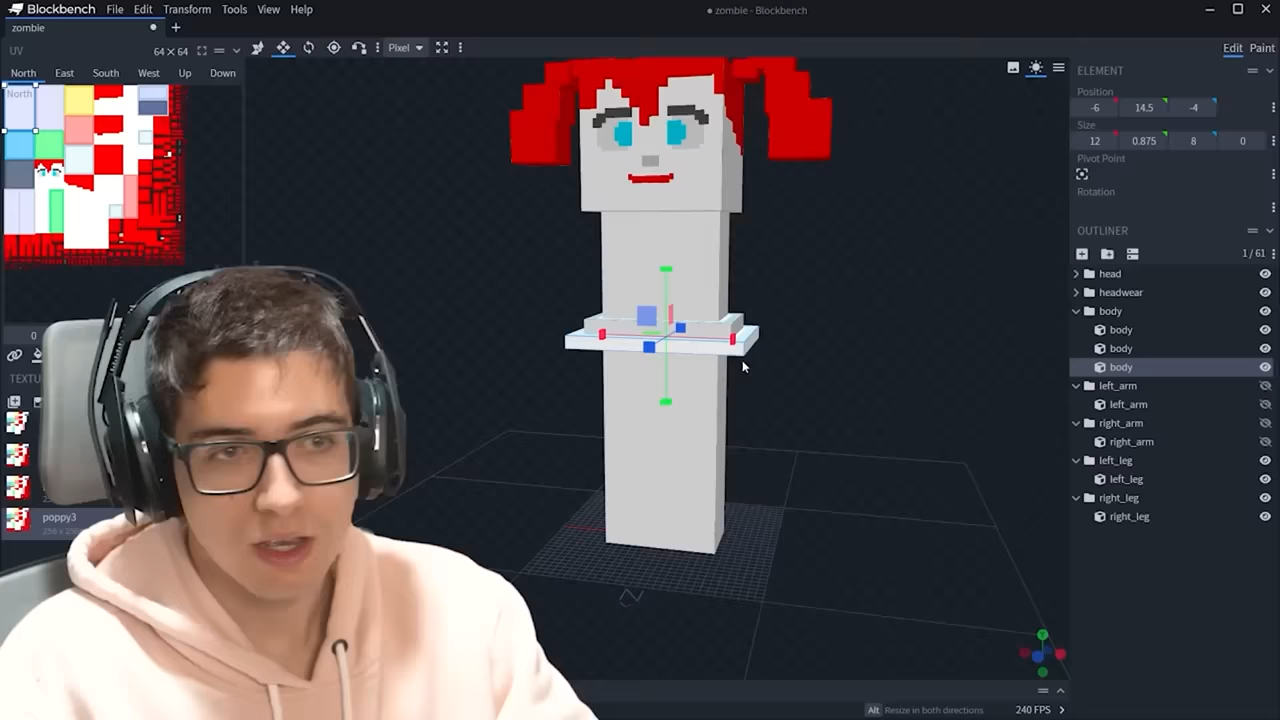 Blockbench File Edit Transform Tools View Help
• zombie - Blockbench
zombie
UV 64×64
Pixel
Edit Paint
North East South West Up Down
North
ELEMENT
Position
-6 14.5 -4
Size
12 0.875 8 0
Pivot Point
Rotation
OUTLINER
1/61
head
headwear
body
body
body
body
left_arm
left_arm
right_arm
right_arm
left_leg
left_leg
right_leg
right_leg
0
poppy3
Alt Resize in both directions
240 FPS